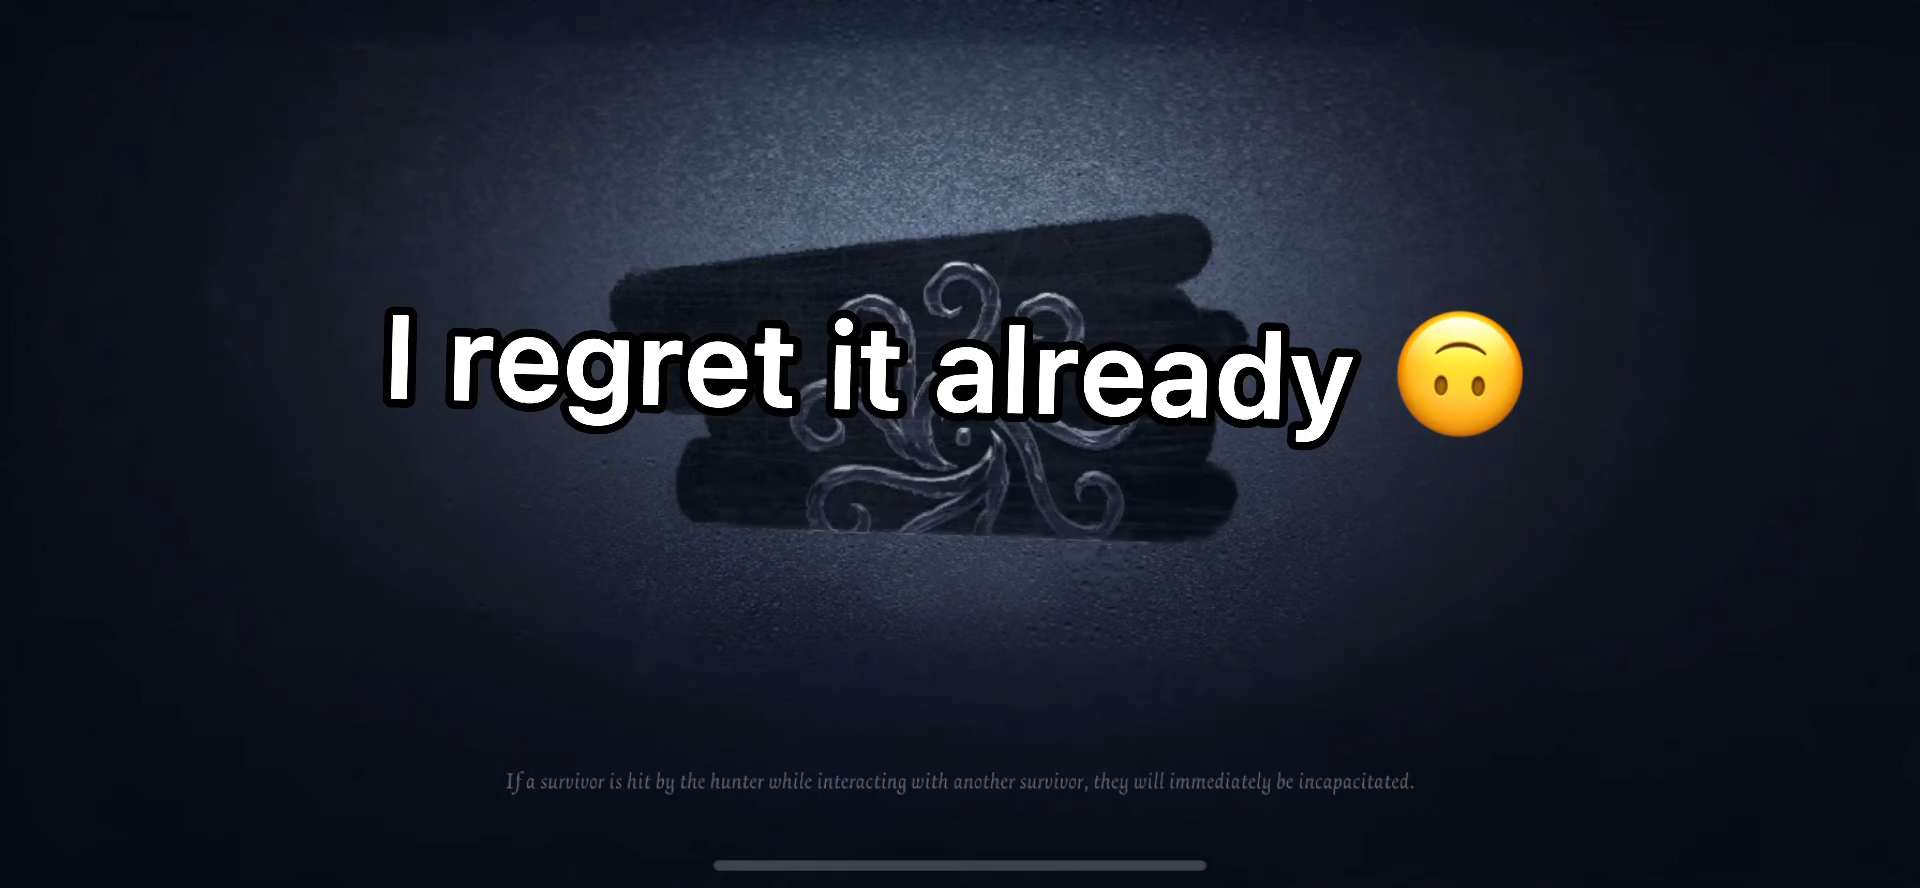 I regret it already 🙃
If a survivor is hit by the hunter while interacting with another survivor, they will immediately be incapacitated.